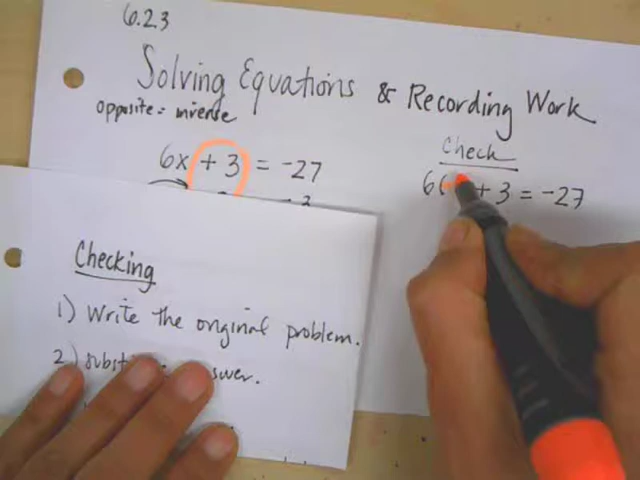 6.2.3
Solving Equations & Recording Work
opposite = inverse
6x + 3 = -27
Check
6( + 3 = -27
Checking
1) Write the original problem.
2)